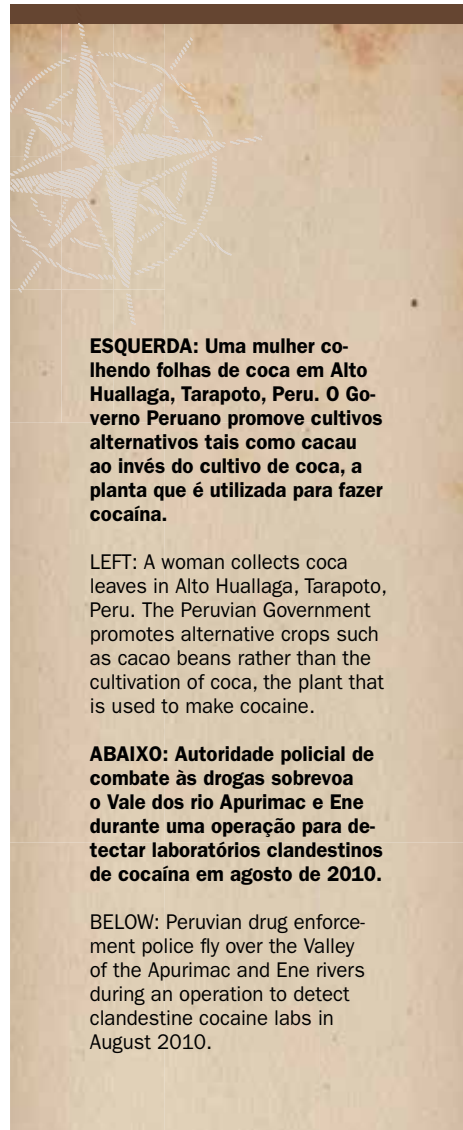 ESQUERDA: Uma mulher co-
lhendo folhas de coca em Alto
Huallaga, Tarapoto, Peru. O Go-
verno Peruano promove cultivos
alternativos tais como cacau
ao invés do cultivo de coca, a
planta que é utilizada para fazer
cocaína.
LEFT: A woman collects coca
leaves in Alto Huallaga, Tarapoto,
Peru. The Peruvian Government
promotes alternative crops such
as cacao beans rather than the
cultivation of coca, the plant that
is used to make cocaine.
ABAIXO: Autoridade policial de
combate às drogas sobrevoa
o Vale dos rio Apurimac e Ene
durante uma operação para de-
tectar laboratórios clandestinos
de cocaína em agosto de 2010.
BELOW: Peruvian drug enforce-
ment police fly over the Valley
of the Apurimac and Ene rivers
during an operation to detect
clandestine cocaine labs in
August 2010.